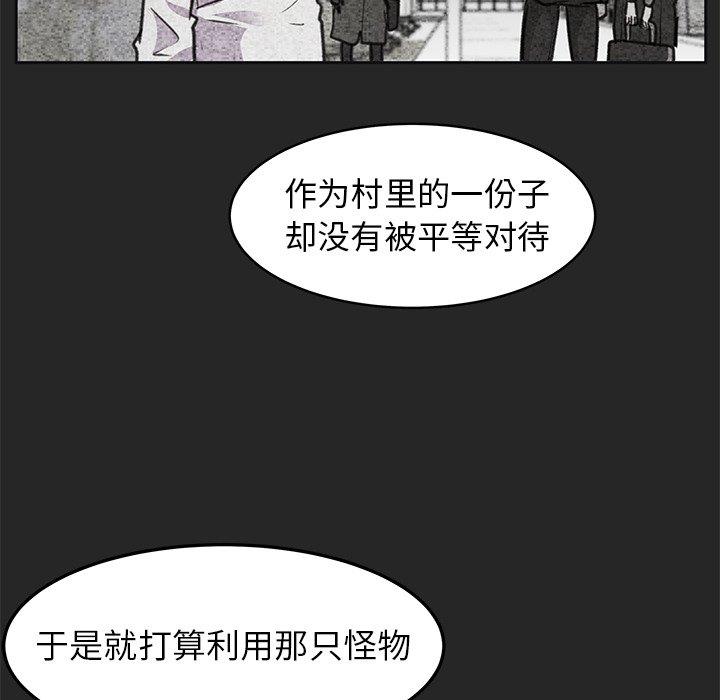 作为村里的一份子
却没有被平等对待
于是就打算利用那只怪物